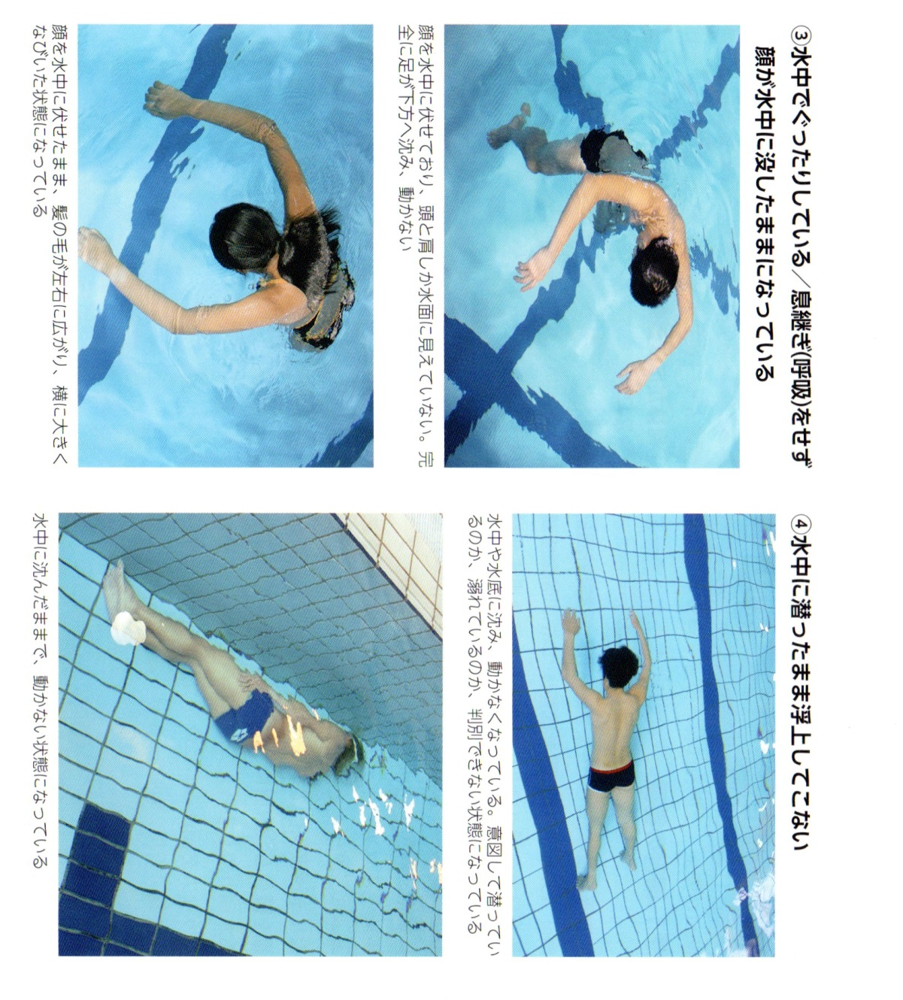 ③水中でぐったりしている／息継ぎ(呼吸)をせず
顔が水中に没したままになっている
顔を水中に伏せており、頭と肩しか水面に見えていない。完
全に足が下方へ沈み、動かない
顔を水中に伏せたまま、髪の毛が左右に広がり、横に大きく
なびいた状態になっている
④水中に潜ったまま浮上してこない
水中や水底に沈み、動かなくなっている。意図して潜ってい
るのか、溺れているのか、判別できない状態になっている
水中に沈んだままで、動かない状態になっている